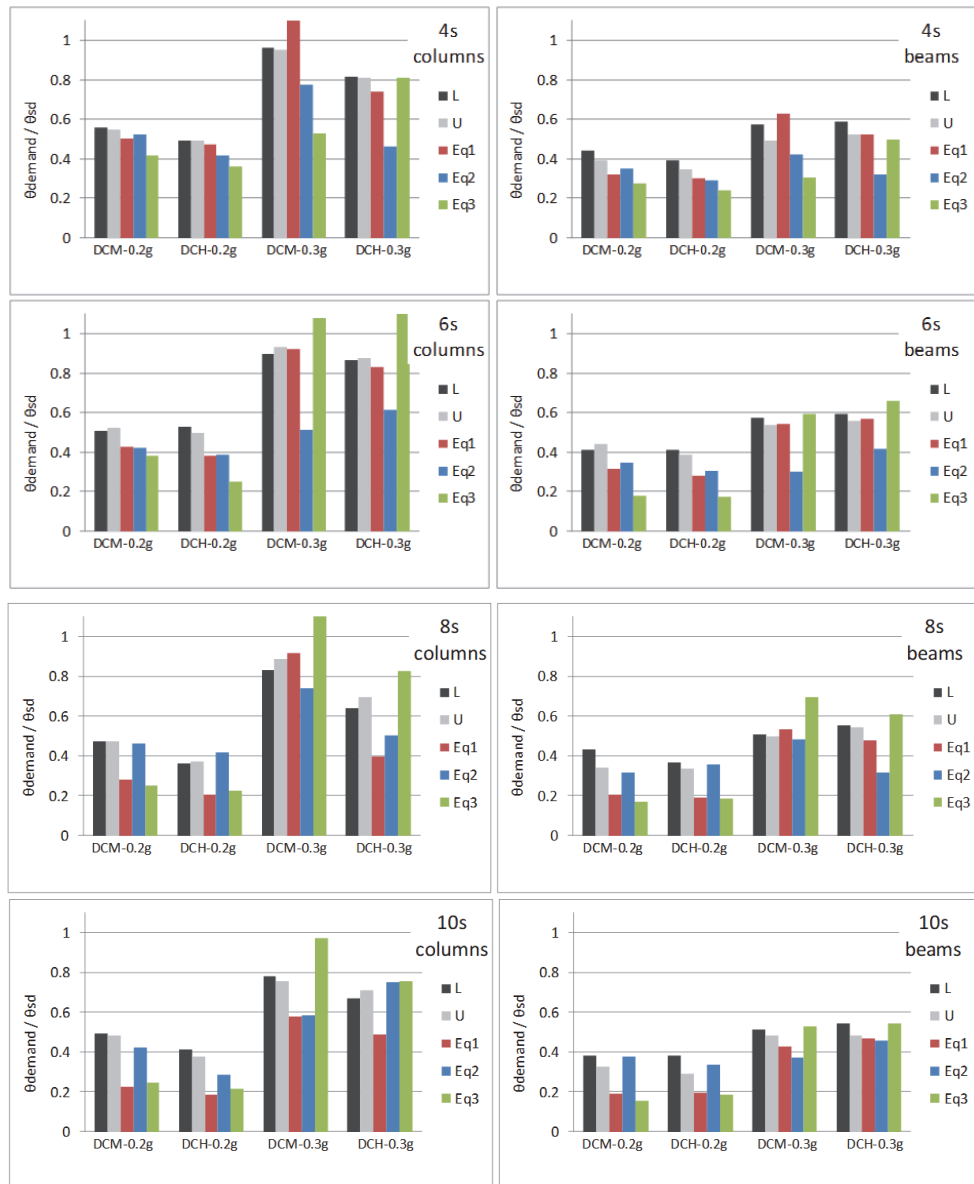 4s
columns
θdemand / θsd
1
0.8
0.6
0.4
0.2
0
L
U
Eq1
Eq2
Eq3
DCM-0.2g DCH-0.2g DCM-0.3g DCH-0.3g
4s
beams
θdemand / θsd
1
0.8
0.6
0.4
0.2
0
L
U
Eq1
Eq2
Eq3
DCM-0.2g DCH-0.2g DCM-0.3g DCH-0.3g
6s
columns
θdemand / θsd
1
0.8
0.6
0.4
0.2
0
L
U
Eq1
Eq2
Eq3
DCM-0.2g DCH-0.2g DCM-0.3g DCH-0.3g
6s
beams
θdemand / θsd
1
0.8
0.6
0.4
0.2
0
L
U
Eq1
Eq2
Eq3
DCM-0.2g DCH-0.2g DCM-0.3g DCH-0.3g
8s
columns
θdemand / θsd
1
0.8
0.6
0.4
0.2
0
L
U
Eq1
Eq2
Eq3
DCM-0.2g DCH-0.2g DCM-0.3g DCH-0.3g
8s
beams
θdemand / θsd
1
0.8
0.6
0.4
0.2
0
L
U
Eq1
Eq2
Eq3
DCM-0.2g DCH-0.2g DCM-0.3g DCH-0.3g
10s
columns
θdemand / θsd
1
0.8
0.6
0.4
0.2
0
L
U
Eq1
Eq2
Eq3
DCM-0.2g DCH-0.2g DCM-0.3g DCH-0.3g
10s
beams
θdemand / θsd
1
0.8
0.6
0.4
0.2
0
L
U
Eq1
Eq2
Eq3
DCM-0.2g DCH-0.2g DCM-0.3g DCH-0.3g